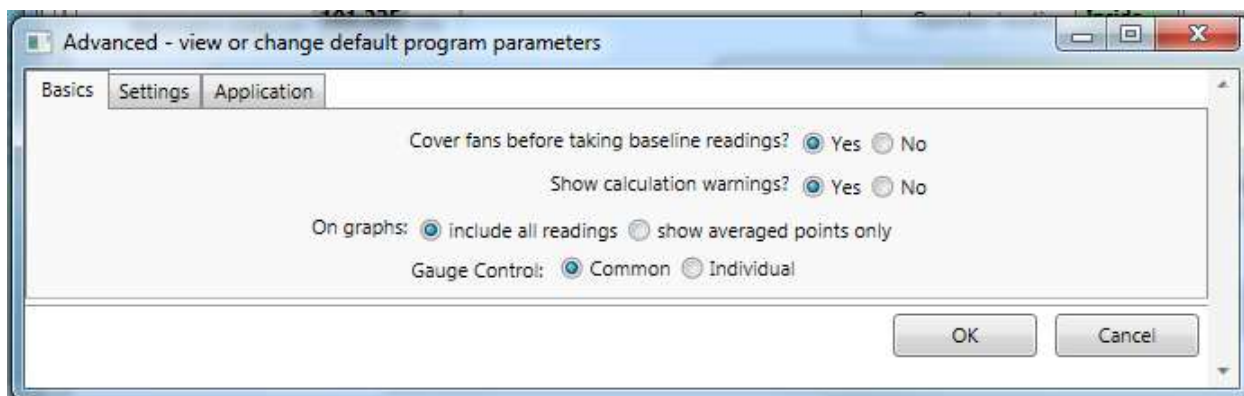 Advanced - view or change default program parameters
Basics Settings Application
Cover fans before taking baseline readings? Yes No
Show calculation warnings? Yes No
On graphs: include all readings show averaged points only
Gauge Control: Common Individual
OK Cancel